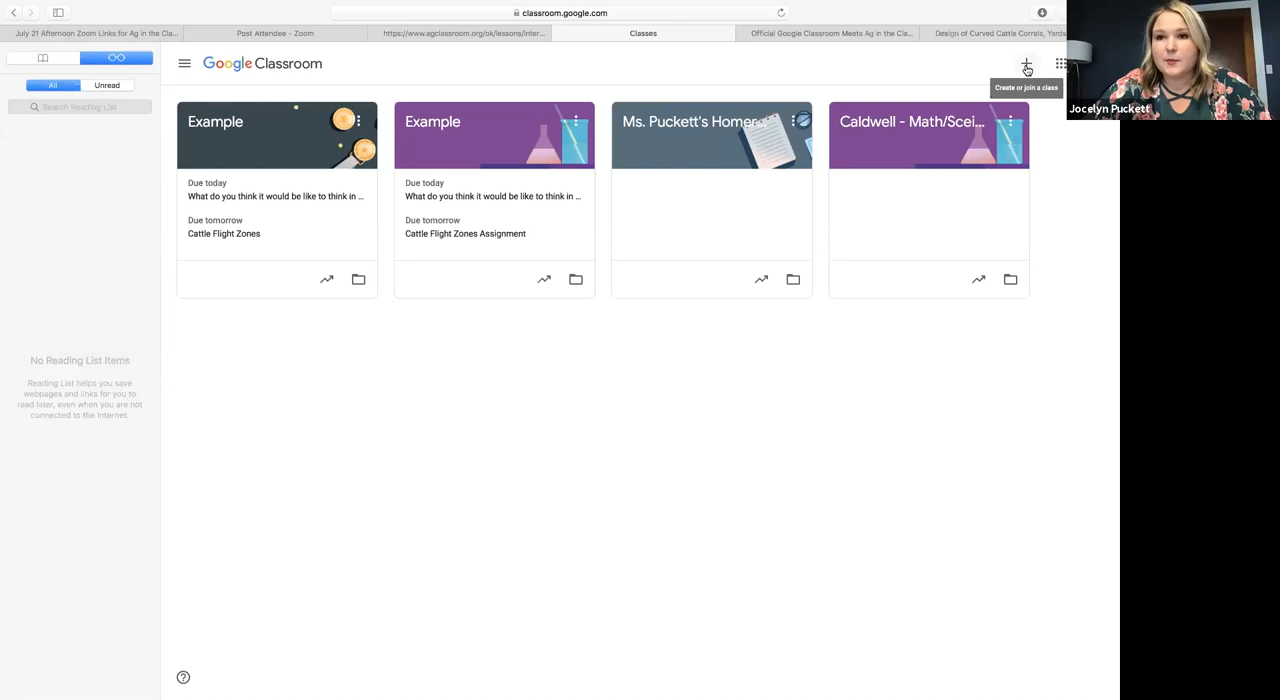 classroom.google.com
July 21 Afternoon Zoom Links for Ag in the Cla...
Post Attendee - Zoom
https://www.agclassroom.org/ok/lessons/inter...
Classes
Official Google Classroom Meets Ag in the Cla...
Design of Curved Cattle Corrals, Yards
All
Unread
Search Reading List
No Reading List Items
Reading List helps you save
webpages and links for you to
read later, even when you are not
connected to the Internet.
Google Classroom
Create or join a class
Jocelyn Puckett
Example
Due today
What do you think it would be like to think in ...
Due tomorrow
Cattle Flight Zones
Example
Due today
What do you think it would be like to think in ...
Due tomorrow
Cattle Flight Zones Assignment
Ms. Puckett's Homer...
Caldwell - Math/Scei...